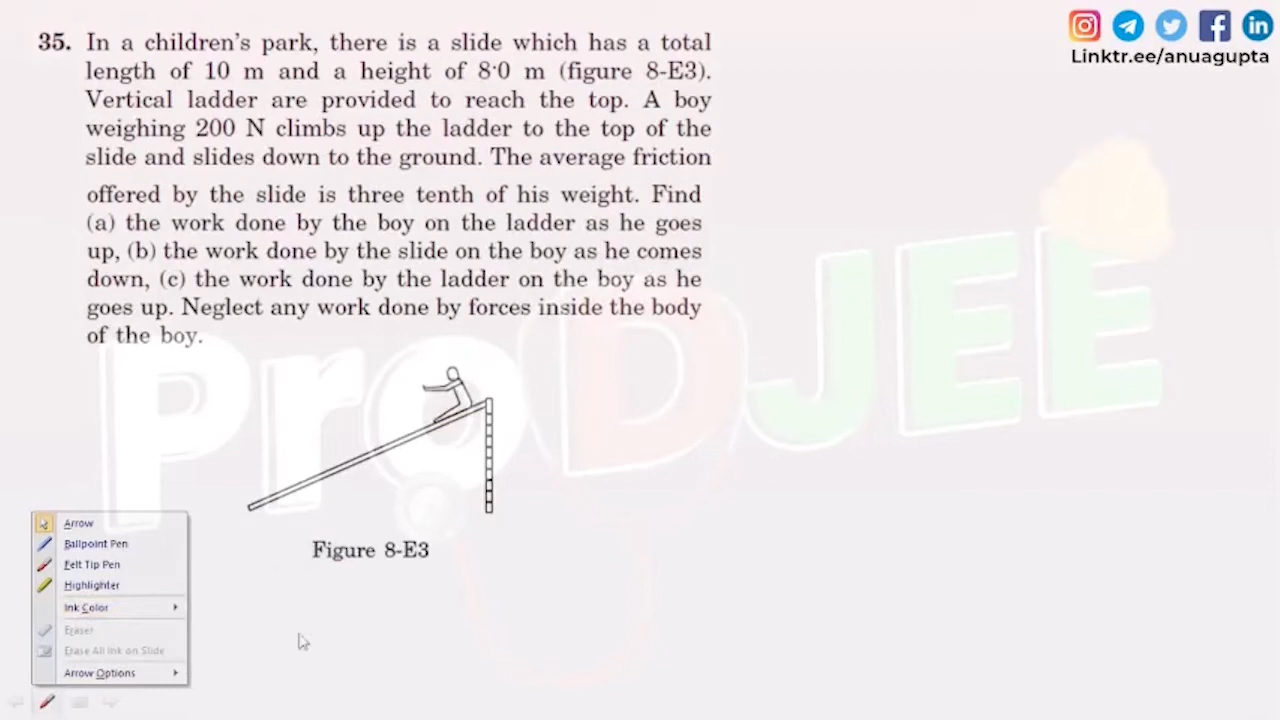 35. In a children's park, there is a slide which has a total
length of 10 m and a height of 8·0 m (figure 8-E3).
Vertical ladder are provided to reach the top. A boy
weighing 200 N climbs up the ladder to the top of the
slide and slides down to the ground. The average friction
offered by the slide is three tenth of his weight. Find
(a) the work done by the boy on the ladder as he goes
up, (b) the work done by the slide on the boy as he comes
down, (c) the work done by the ladder on the boy as he
goes up. Neglect any work done by forces inside the body
of the boy.
Figure 8-E3
Linktr.ee/anuagupta
ProDJEE
Arrow
Ballpoint Pen
Felt Tip Pen
Highlighter
Ink Color
Eraser
Erase All Ink on Slide
Arrow Options